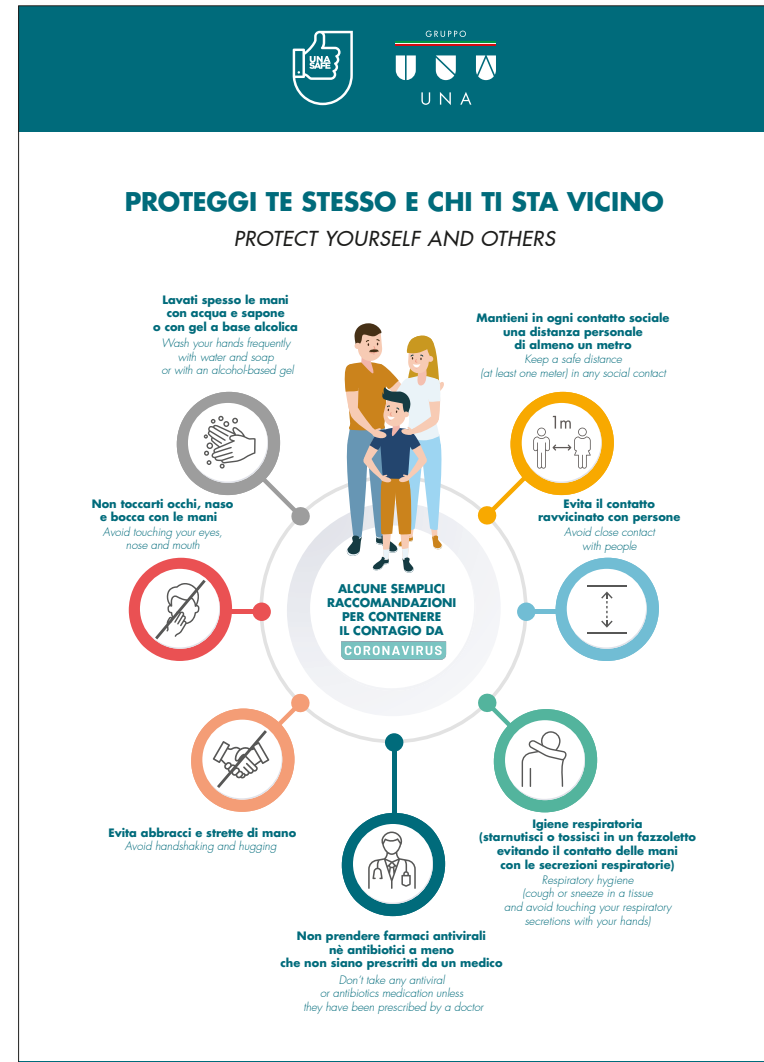 UNA
SAFE
GRUPPO
UNA
UNA
PROTEGGI TE STESSO E CHI TI STA VICINO
PROTECT YOURSELF AND OTHERS
Lavati spesso le mani
con acqua e sapone
o con gel a base alcolica
Wash your hands frequently
with water and soap
or with an alcohol-based gel
Mantieni in ogni contatto sociale
una distanza personale
di almeno un metro
Keep a safe distance
(at least one meter) in any social contact
1m
Non toccarti occhi, naso
e bocca con le mani
Avoid touching your eyes,
nose and mouth
Evita il contatto
ravvicinato con persone
Avoid close contact
with people
ALCUNE SEMPLICI
RACCOMANDAZIONI
PER CONTENERE
IL CONTAGIO DA
CORONAVIRUS
Evita abbracci e strette di mano
Avoid handshaking and hugging
Igiene respiratoria
(starnutisci o tossisci in un fazzoletto
evitando il contatto delle mani
con le secrezioni respiratorie)
Respiratory hygiene
(cough or sneeze in a tissue
and avoid touching your respiratory
secretions with your hands)
Non prendere farmaci antivirali
nè antibiotici a meno
che non siano prescritti da un medico
Don't take any antiviral
or antibiotics medication unless
they have been prescribed by a doctor